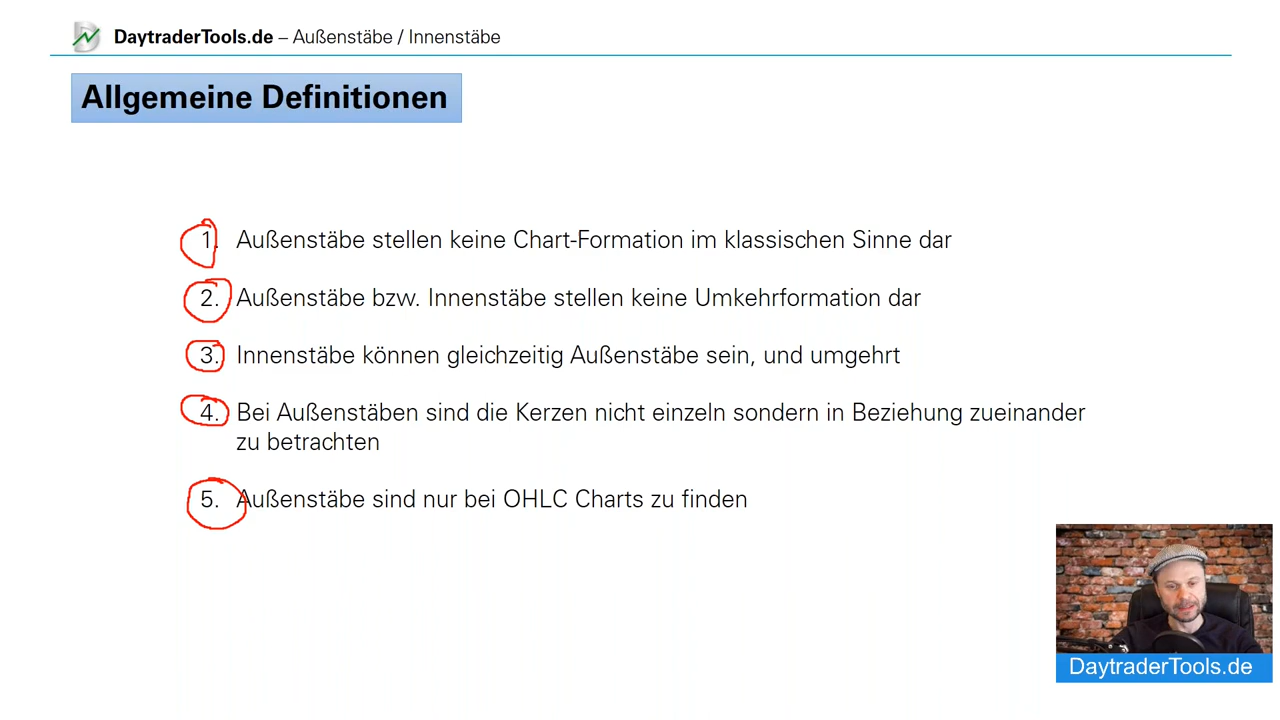 DaytraderTools.de – Außenstäbe / Innenstäbe
Allgemeine Definitionen
1. Außenstäbe stellen keine Chart-Formation im klassischen Sinne dar
2. Außenstäbe bzw. Innenstäbe stellen keine Umkehrformation dar
3. Innenstäbe können gleichzeitig Außenstäbe sein, und umgehrt
4. Bei Außenstäben sind die Kerzen nicht einzeln sondern in Beziehung zueinander
zu betrachten
5. Außenstäbe sind nur bei OHLC Charts zu finden
DaytraderTools.de